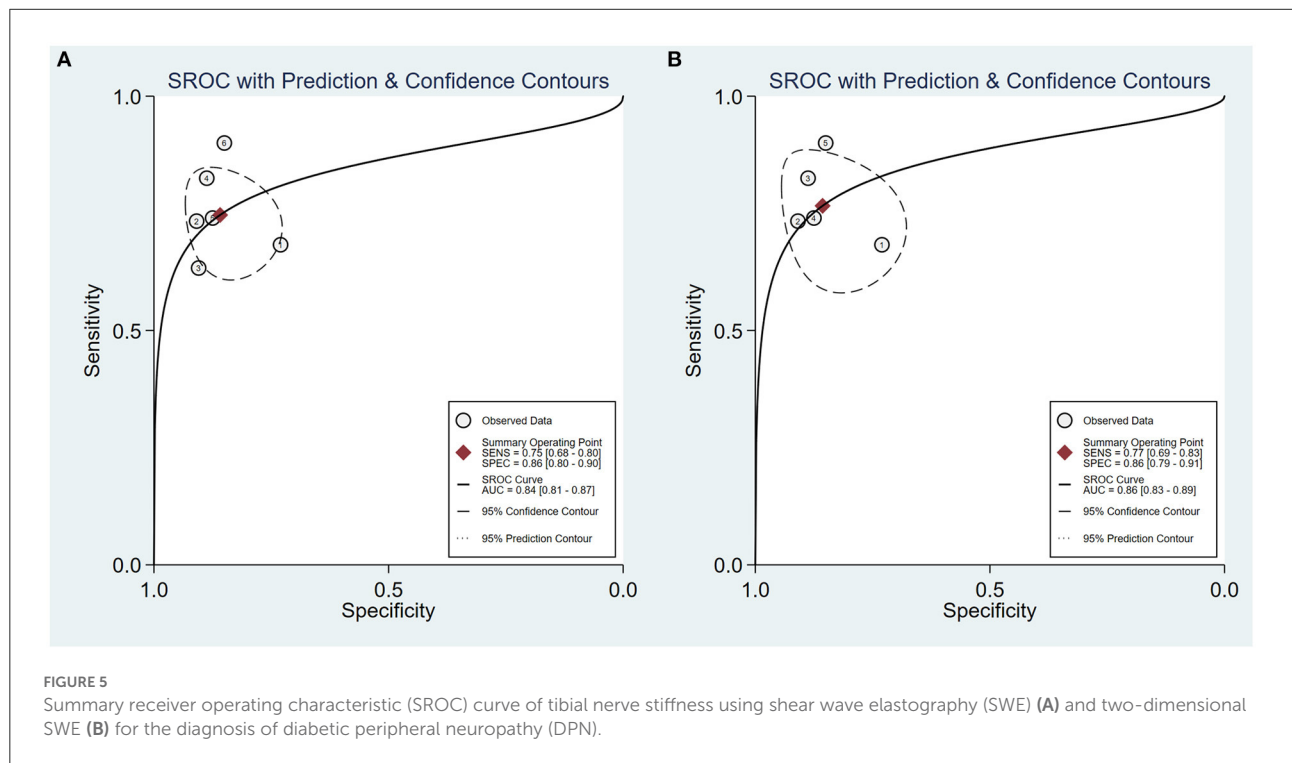 A
SROC with Prediction & Confidence Contours
1.0
0.5
0.0
Sensitivity
6
4
2
5
1
3
Observed Data
Summary Operating Point
SENS = 0.75 [0.68 - 0.80]
SPEC = 0.86 [0.80 - 0.90]
SROC Curve
AUC = 0.84 [0.81 - 0.87]
95% Confidence Contour
95% Prediction Contour
1.0 0.5 0.0
Specificity
B
SROC with Prediction & Confidence Contours
1.0
0.5
0.0
Sensitivity
5
3
2
4
1
Observed Data
Summary Operating Point
SENS = 0.77 [0.69 - 0.83]
SPEC = 0.86 [0.79 - 0.91]
SROC Curve
AUC = 0.86 [0.83 - 0.89]
95% Confidence Contour
95% Prediction Contour
1.0 0.5 0.0
Specificity
FIGURE 5
Summary receiver operating characteristic (SROC) curve of tibial nerve stiffness using shear wave elastography (SWE) (A) and two-dimensional
SWE (B) for the diagnosis of diabetic peripheral neuropathy (DPN).